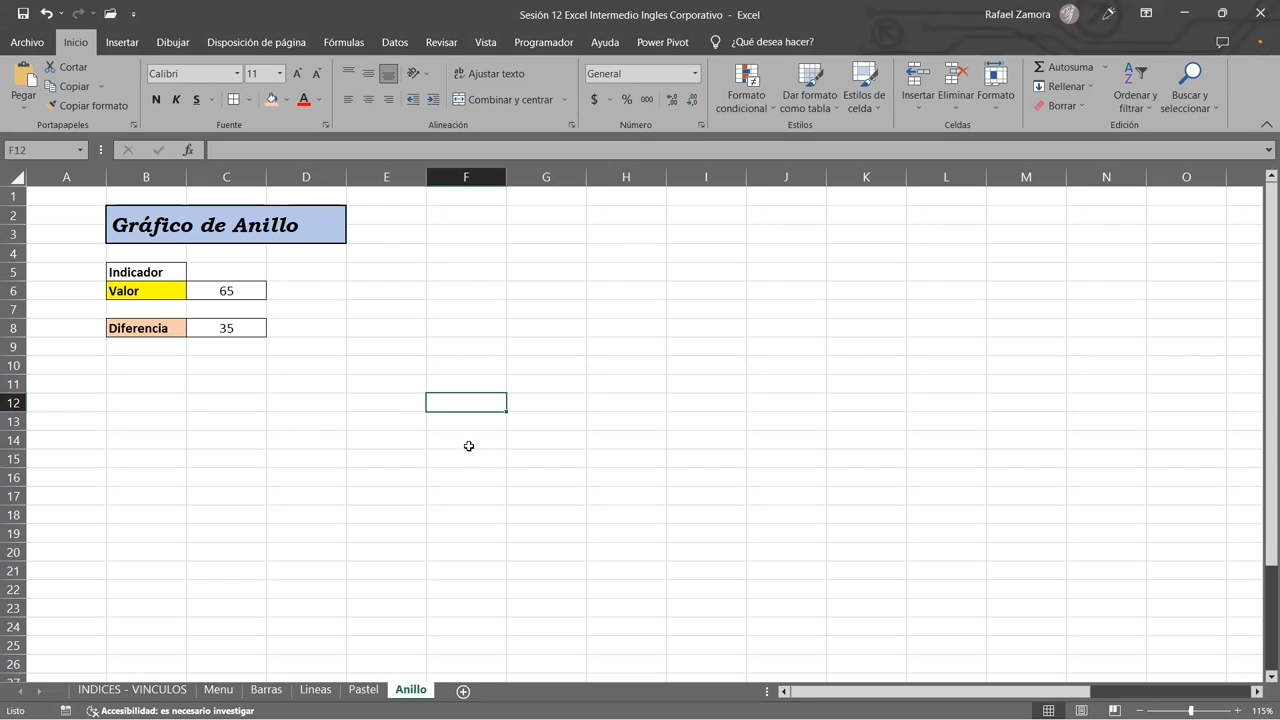 Sesión 12 Excel Intermedio Ingles Corporativo - Excel
Rafael Zamora
Archivo Inicio Insertar Dibujar Disposición de página Fórmulas Datos Revisar Vista Programador Ayuda Power Pivot ¿Qué desea hacer?
Pegar
Cortar
Copiar
Copiar formato
Portapapeles
Calibri 11
N K S
Fuente
Ajustar texto
Combinar y centrar
Alineación
General
$ % 000
Número
Formato condicional
Dar formato como tabla
Estilos de celda
Estilos
Insertar Eliminar Formato
Celdas
Autosuma
Rellenar
Borrar
Ordenar y filtrar
Buscar y seleccionar
Edición
F12
fx
A B C D E F G H I J K L M N O
1
2
Gráfico de Anillo
3
4
5 Indicador
6 Valor 65
7
8 Diferencia 35
9
10
11
12
13
14
15
16
17
18
19
20
21
22
23
24
25
26
INDICES - VINCULOS Menu Barras Lineas Pastel Anillo
Listo Accesibilidad: es necesario investigar 115%